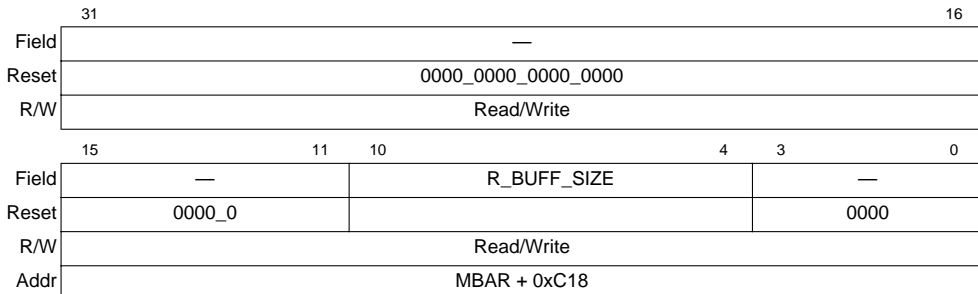 31 16
Field —
Reset 0000_0000_0000_0000
R/W Read/Write
15 11 10 4 3 0
Field — R_BUFF_SIZE —
Reset 0000_0 0000
R/W Read/Write
Addr MBAR + 0xC18